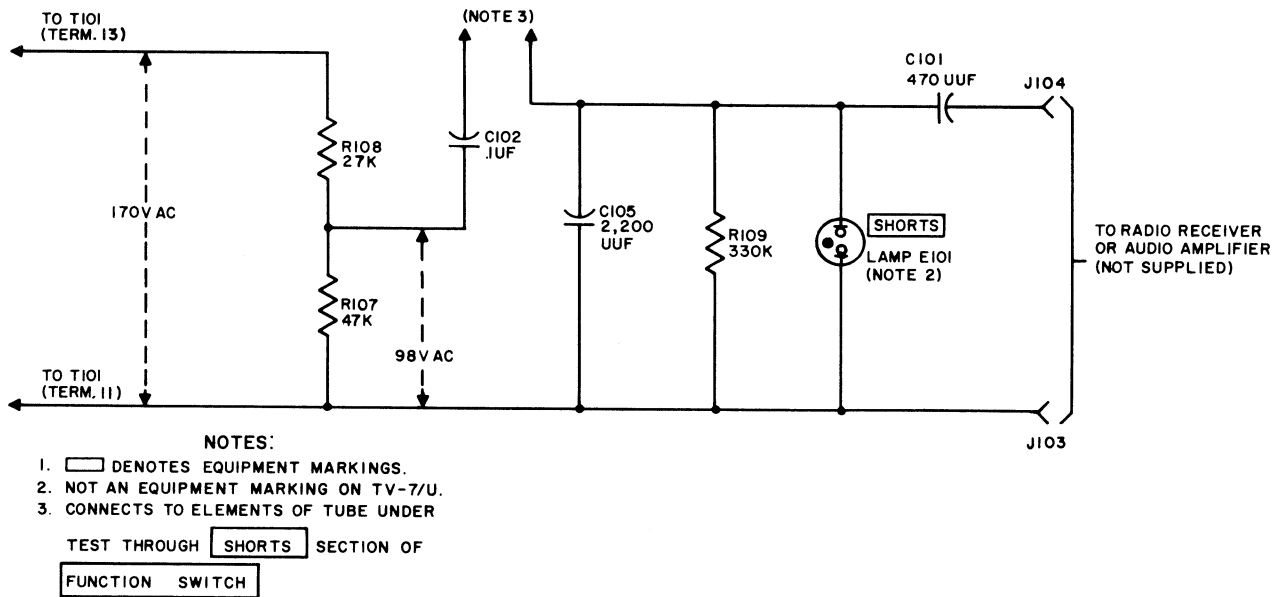 TO T101
(TERM. 13)
(NOTE 3)
C101
470 UUF
J104
R108
27K
C102
.1UF
170V AC
C105
2,200
UUF
R109
330K
SHORTS
LAMP E101
(NOTE 2)
TO RADIO RECEIVER
OR AUDIO AMPLIFIER
(NOT SUPPLIED)
R107
47K
98V AC
TO T101
(TERM. 11)
J103
NOTES:
1. DENOTES EQUIPMENT MARKINGS.
2. NOT AN EQUIPMENT MARKING ON TV-7/U.
3. CONNECTS TO ELEMENTS OF TUBE UNDER
TEST THROUGH SHORTS SECTION OF
FUNCTION SWITCH